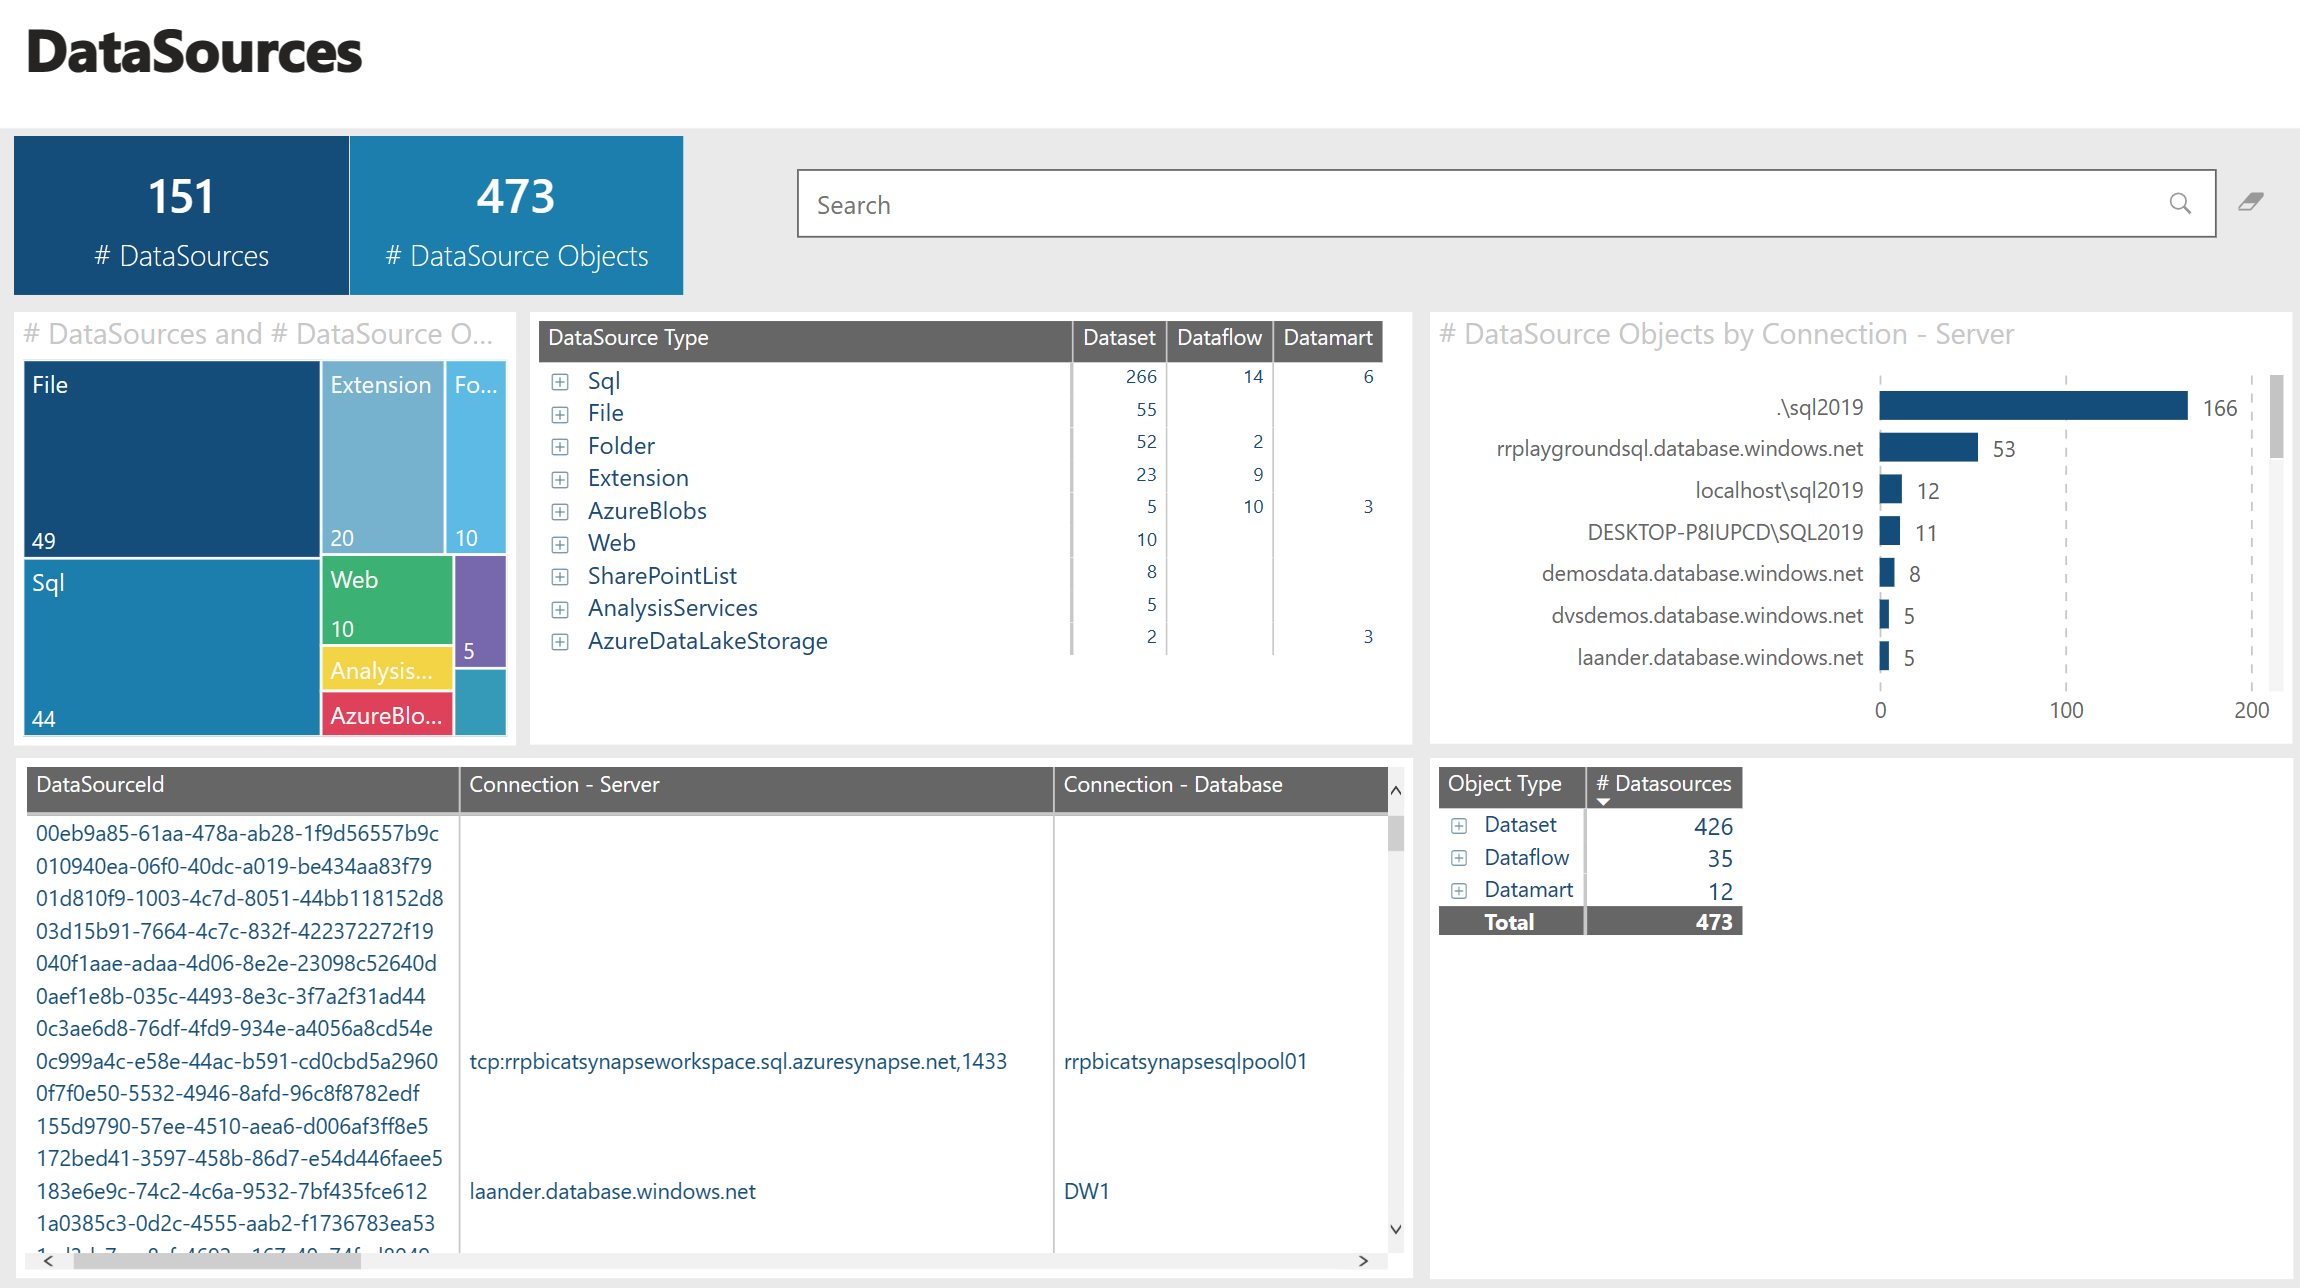 DataSources
151
# DataSources
473
# DataSource Objects
Search
# DataSources and # DataSource O...
File
49
Sql
44
Extension
20
Fo...
10
Web
10
5
Analysis...
AzureBlo...
DataSource Type Dataset Dataflow Datamart
Sql 266 14 6
File 55
Folder 52 2
Extension 23 9
AzureBlobs 5 10 3
Web 10
SharePointList 8
AnalysisServices 5
AzureDataLakeStorage 2 3
# DataSource Objects by Connection - Server
.\sql2019 166
rrplaygroundsql.database.windows.net 53
localhost\sql2019 12
DESKTOP-P8IUPCD\SQL2019 11
demosdata.database.windows.net 8
dvsdemos.database.windows.net 5
laander.database.windows.net 5
0 100 200
DataSourceId Connection - Server Connection - Database
00eb9a85-61aa-478a-ab28-1f9d56557b9c
010940ea-06f0-40dc-a019-be434aa83f79
01d810f9-1003-4c7d-8051-44bb118152d8
03d15b91-7664-4c7c-832f-422372272f19
040f1aae-adaa-4d06-8e2e-23098c52640d
0aef1e8b-035c-4493-8e3c-3f7a2f31ad44
0c3ae6d8-76df-4fd9-934e-a4056a8cd54e
0c999a4c-e58e-44ac-b591-cd0cbd5a2960 tcp:rrpbicatsynapseworkspace.sql.azuresynapse.net,1433 rrpbicatsynapsesqlpool01
0f7f0e50-5532-4946-8afd-96c8f8782edf
155d9790-57ee-4510-aea6-d006af3ff8e5
172bed41-3597-458b-86d7-e54d446faee5
183e6e9c-74c2-4c6a-9532-7bf435fce612 laander.database.windows.net DW1
1a0385c3-0d2c-4555-aab2-f1736783ea53
Object Type # Datasources
Dataset 426
Dataflow 35
Datamart 12
Total 473